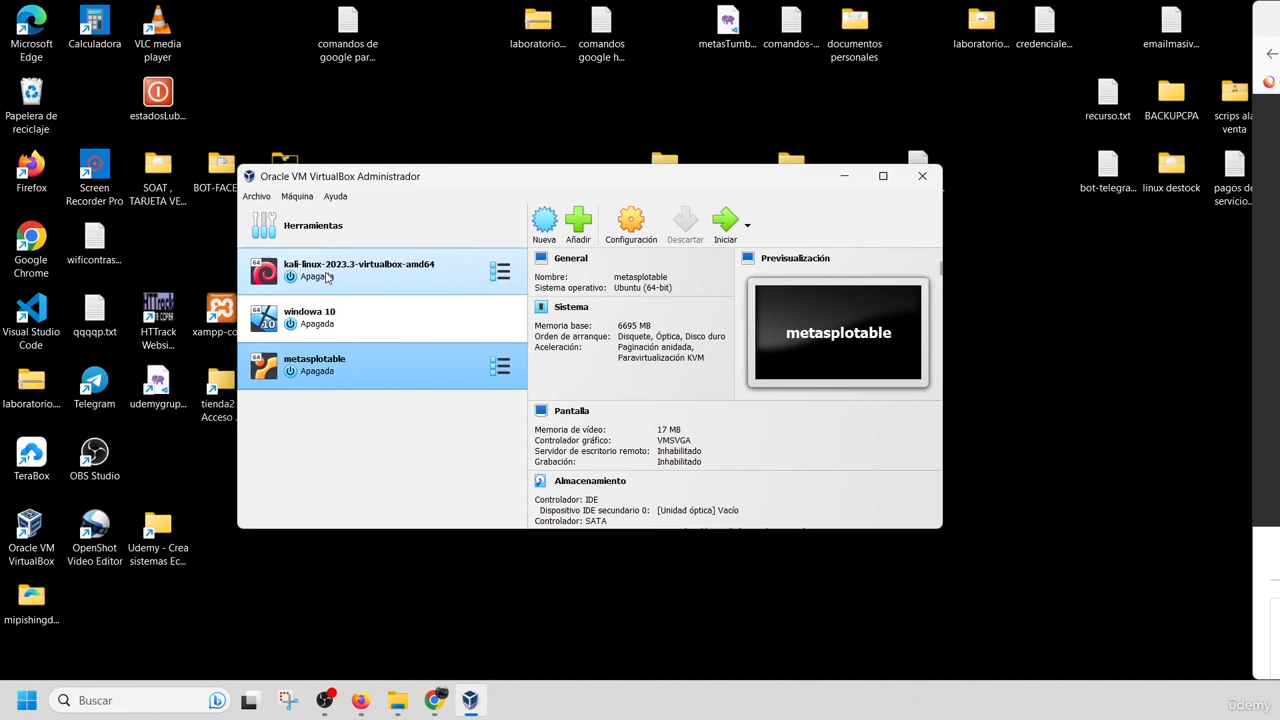 Microsoft
Edge
Calculadora
VLC media
player
comandos de
google par...
laboratorio...
comandos
google h...
metasTumb...
comandos-...
documentos
personales
laboratorio...
credenciale...
emailmasiv...
Papelera de
reciclaje
estadosLub...
recurso.txt
BACKUPCPA
scrips ala
venta
Firefox
Screen
Recorder Pro
SOAT ,
TARJETA VE...
BOT-FACE
bot-telegra...
linux destock
pagos de
servicio...
Google
Chrome
wificontras...
Visual Studio
Code
qqqqp.txt
HTTrack
Websi...
xampp-co
laboratorio....
Telegram
udemygrup...
tienda2
Acceso
TeraBox
OBS Studio
Oracle VM
VirtualBox
OpenShot
Video Editor
Udemy - Crea
sistemas Ec...
mipishingd...
Oracle VM VirtualBox Administrador
Archivo
Máquina
Ayuda
Herramientas
Nueva
Añadir
Configuración
Descartar
Iniciar
64
kali-linux-2023.3-virtualbox-amd64
Apagada
64
10
windowa 10
Apagada
64
metasplotable
Apagada
General
Nombre: metasplotable
Sistema operativo: Ubuntu (64-bit)
Sistema
Memoria base: 6695 MB
Orden de arranque: Disquete, Óptica, Disco duro
Aceleración: Paginación anidada,
Paravirtualización KVM
Previsualización
metasplotable
Pantalla
Memoria de vídeo: 17 MB
Controlador gráfico: VMSVGA
Servidor de escritorio remoto: Inhabilitado
Grabación: Inhabilitado
Almacenamiento
Controlador: IDE
Dispositivo IDE secundario 0: [Unidad óptica] Vacío
Controlador: SATA
Buscar
ûdemy